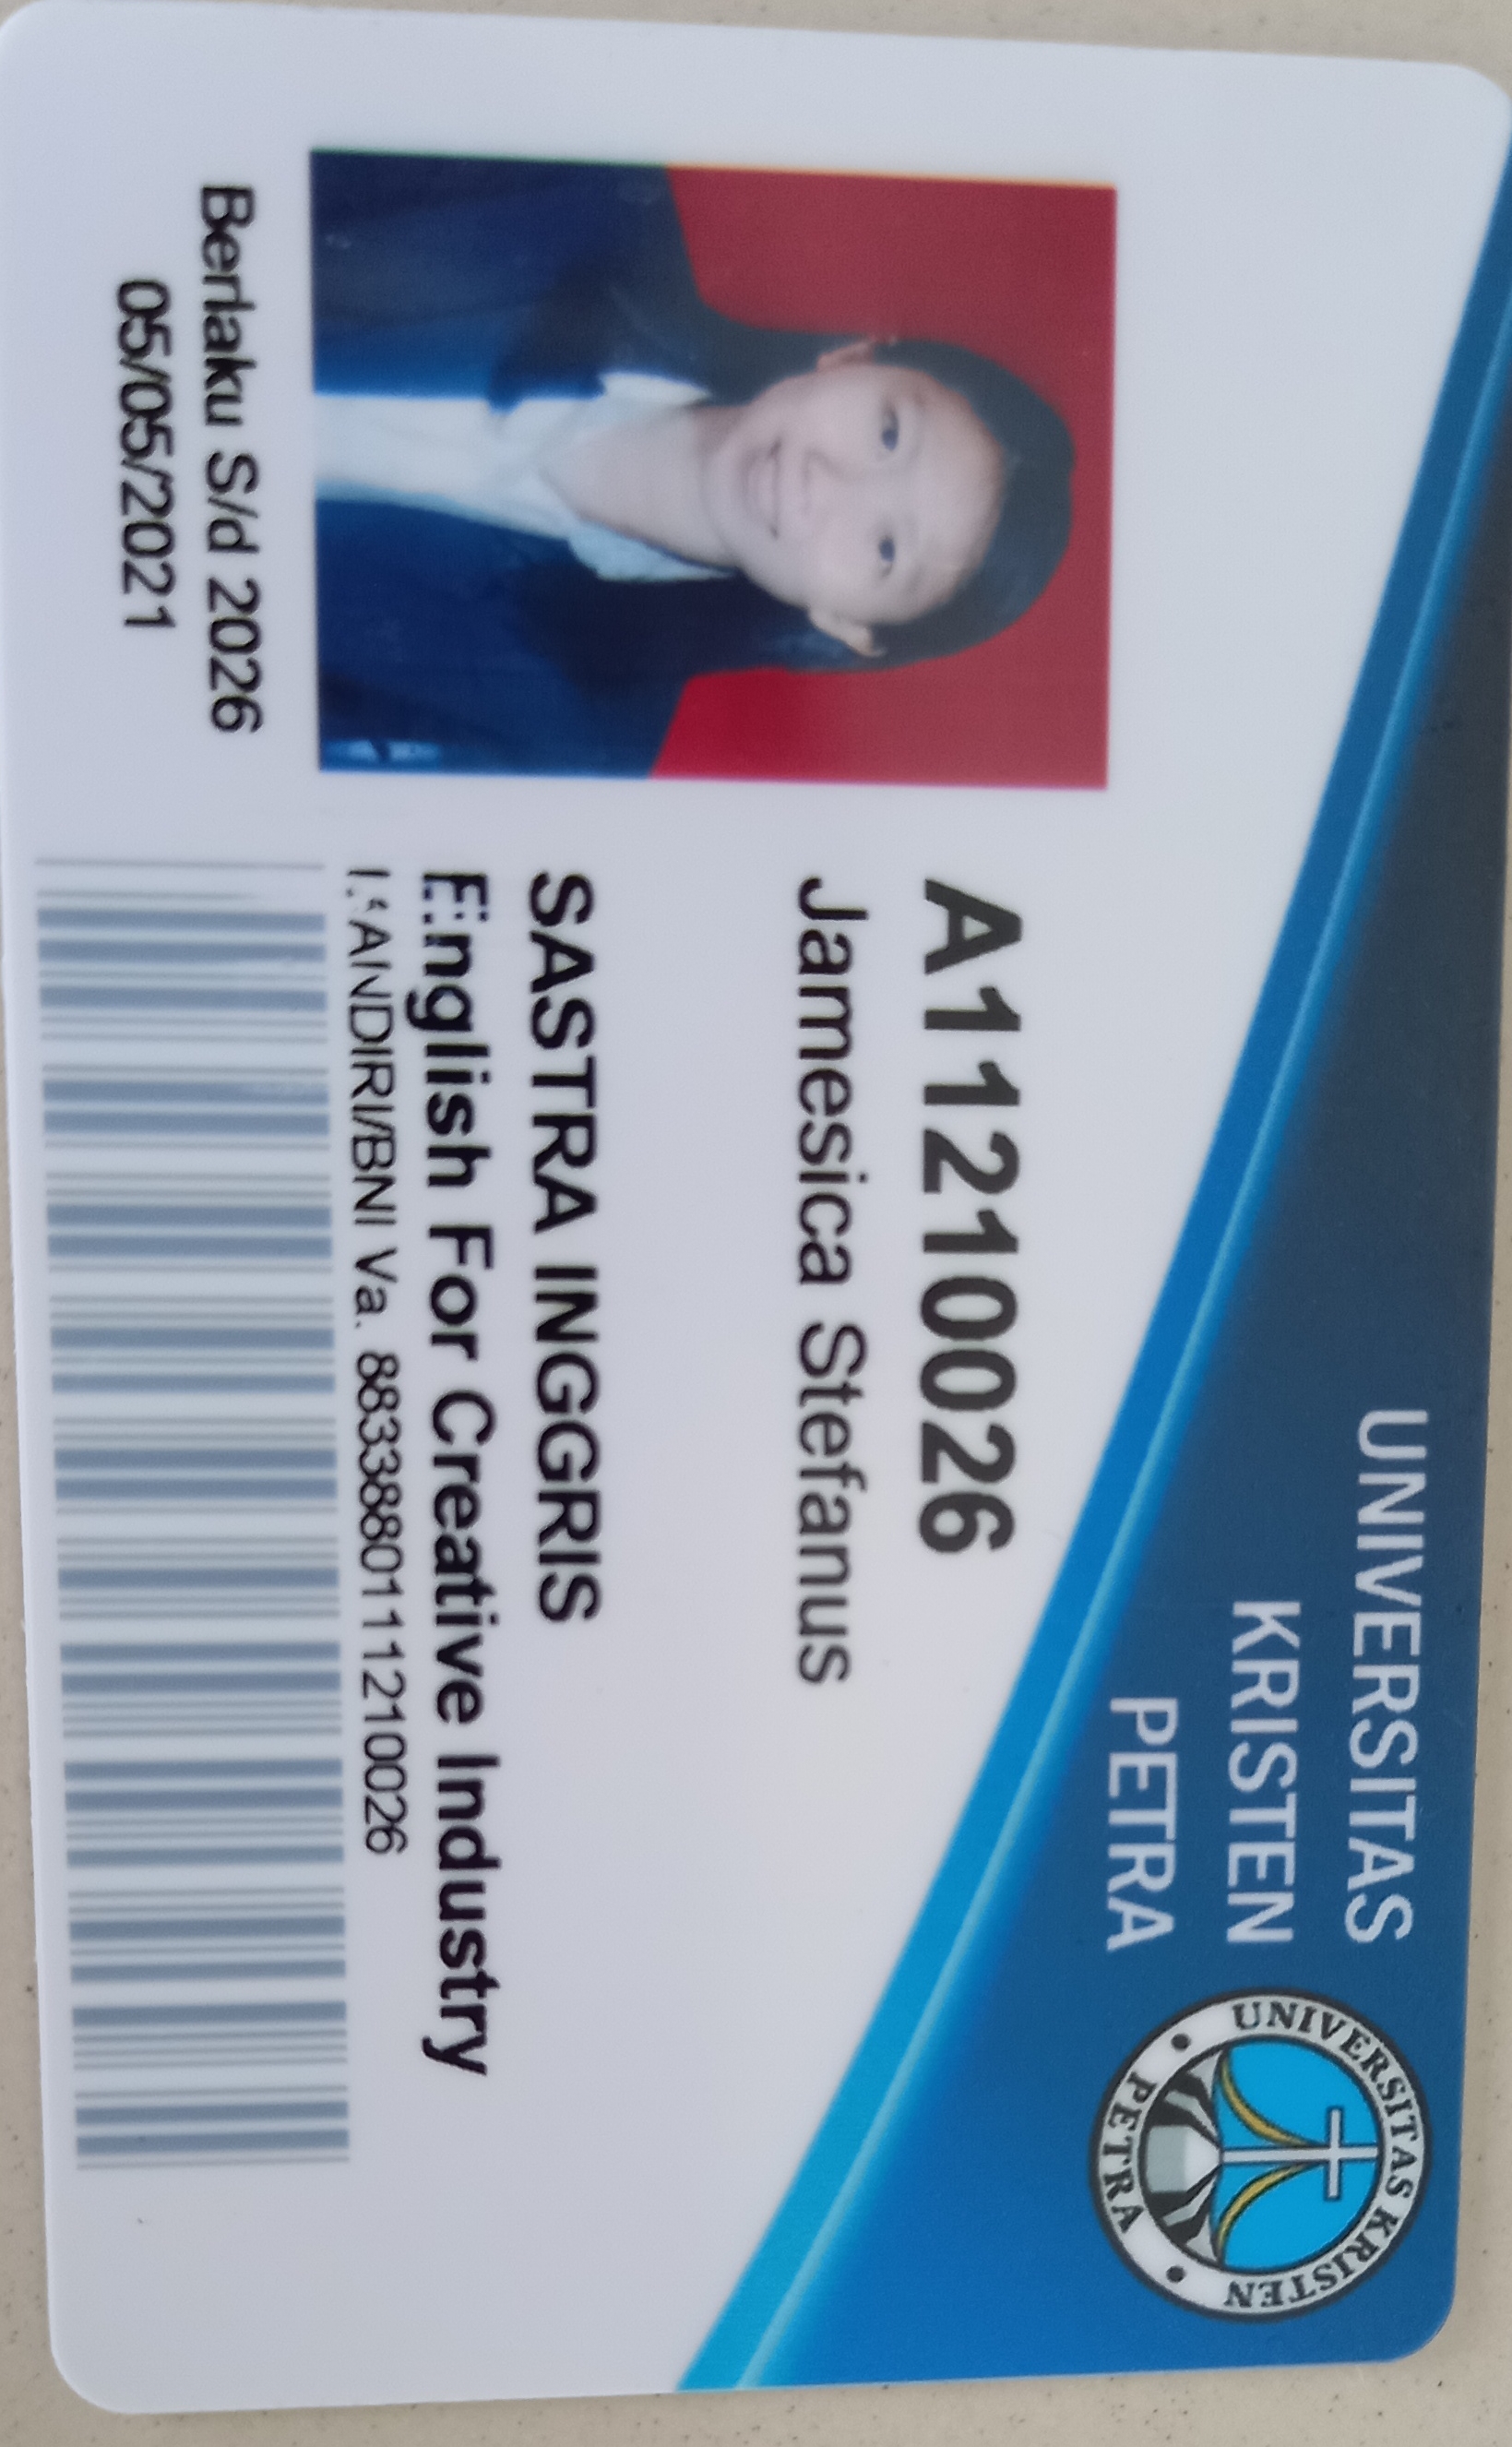 UNIVERSITAS
KRISTEN
PETRA
UNIVERSITAS KRISTEN
PETRA
A11210026
Jamesica Stefanus
SASTRA INGGRIS
English For Creative Industry
MANDIRI/BNI Va. 8833880111210026
Berlaku S/d 2026
05/05/2021